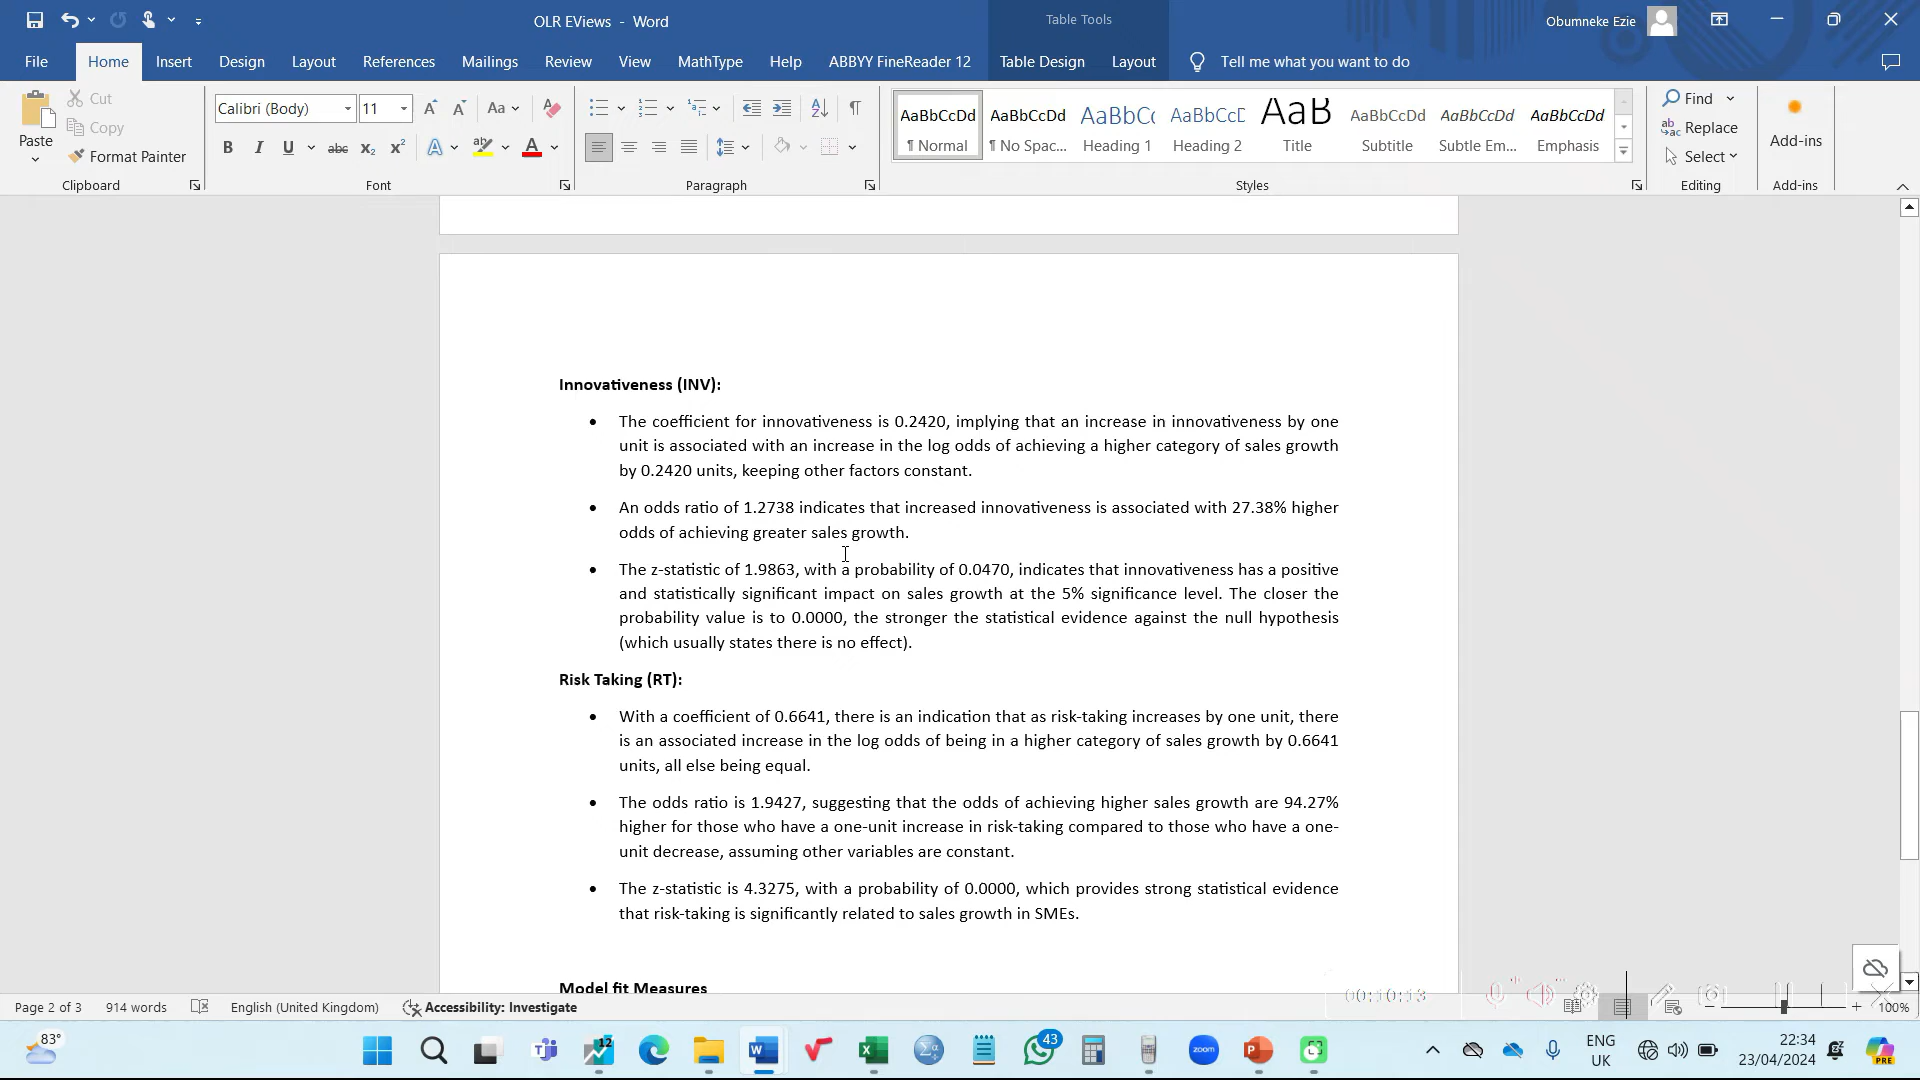 OLR EViews - Word
Table Tools
Obumneke Ezie
File Home Insert Design Layout References Mailings Review View MathType Help ABBYY FineReader 12 Table Design Layout Tell me what you want to do
Paste
Cut
Copy
Format Painter
Clipboard
Calibri (Body) 11
Font
Paragraph
AaBbCcDd AaBbCcDd AaBbCc AaBbCcD AaB AaBbCcDd AaBbCcDd AaBbCcDd
¶ Normal ¶ No Spac... Heading 1 Heading 2 Title Subtitle Subtle Em... Emphasis
Styles
Find
Replace
Select
Editing
Add-ins
Add-ins
Innovativeness (INV):
• The coefficient for innovativeness is 0.2420, implying that an increase in innovativeness by one
unit is associated with an increase in the log odds of achieving a higher category of sales growth
by 0.2420 units, keeping other factors constant.
• An odds ratio of 1.2738 indicates that increased innovativeness is associated with 27.38% higher
odds of achieving greater sales growth.
• The z-statistic of 1.9863, with a probability of 0.0470, indicates that innovativeness has a positive
and statistically significant impact on sales growth at the 5% significance level. The closer the
probability value is to 0.0000, the stronger the statistical evidence against the null hypothesis
(which usually states there is no effect).
Risk Taking (RT):
• With a coefficient of 0.6641, there is an indication that as risk-taking increases by one unit, there
is an associated increase in the log odds of being in a higher category of sales growth by 0.6641
units, all else being equal.
• The odds ratio is 1.9427, suggesting that the odds of achieving higher sales growth are 94.27%
higher for those who have a one-unit increase in risk-taking compared to those who have a one-
unit decrease, assuming other variables are constant.
• The z-statistic is 4.3275, with a probability of 0.0000, which provides strong statistical evidence
that risk-taking is significantly related to sales growth in SMEs.
Model fit Measures
00:10:13
Page 2 of 3 914 words English (United Kingdom) Accessibility: Investigate 100%
83°
12
43
zoom
ENG
UK
22:34
23/04/2024
PRE